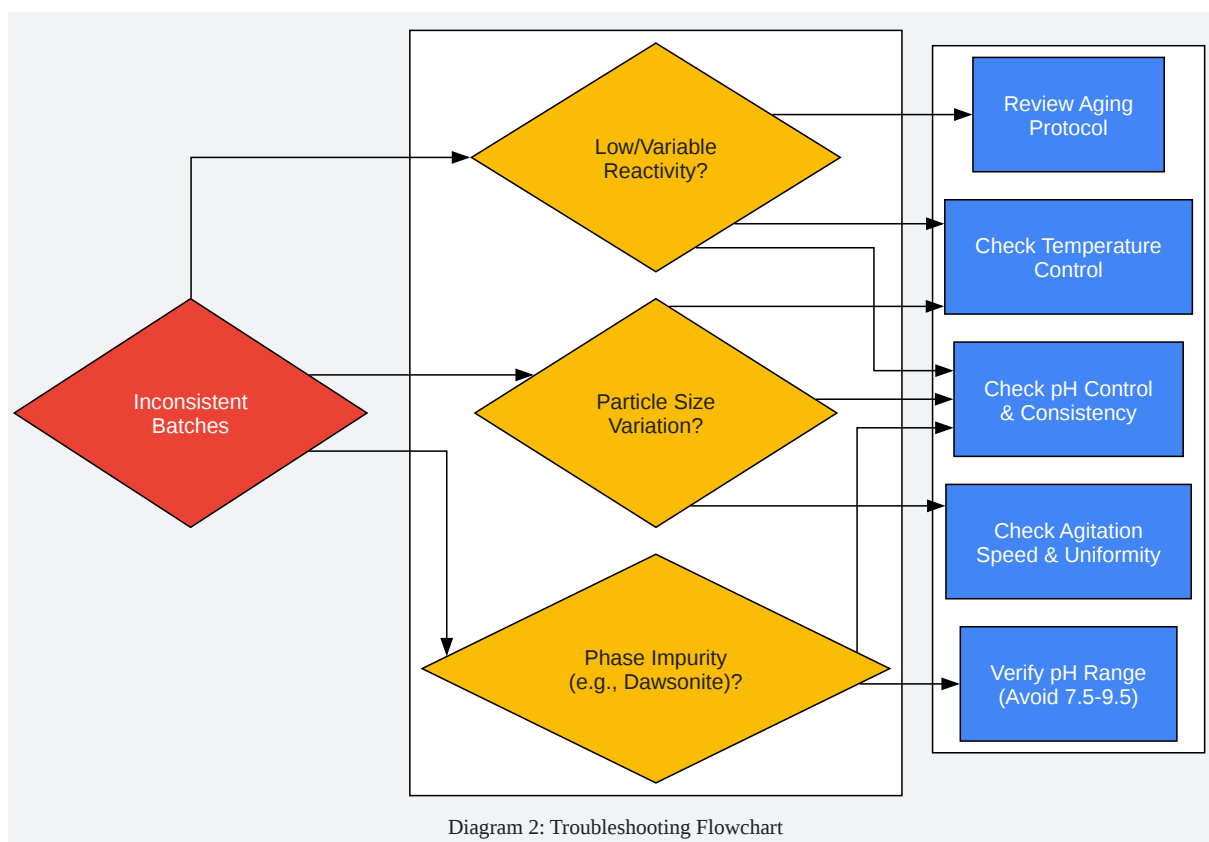 Inconsistent
Batches
Low/Variable
Reactivity?
Particle Size
Variation?
Phase Impurity
(e.g., Dawsonite)?
Review Aging
Protocol
Check Temperature
Control
Check pH Control
& Consistency
Check Agitation
Speed & Uniformity
Verify pH Range
(Avoid 7.5-9.5)
Diagram 2: Troubleshooting Flowchart